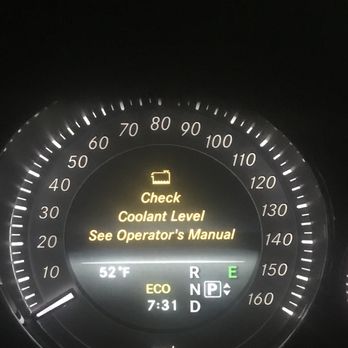 80
70 90
60 100
50 110
40 120
30 130
20 140
10 150
160
Check
Coolant Level
See Operator's Manual
52°F R E
ECO N P
7:31 D